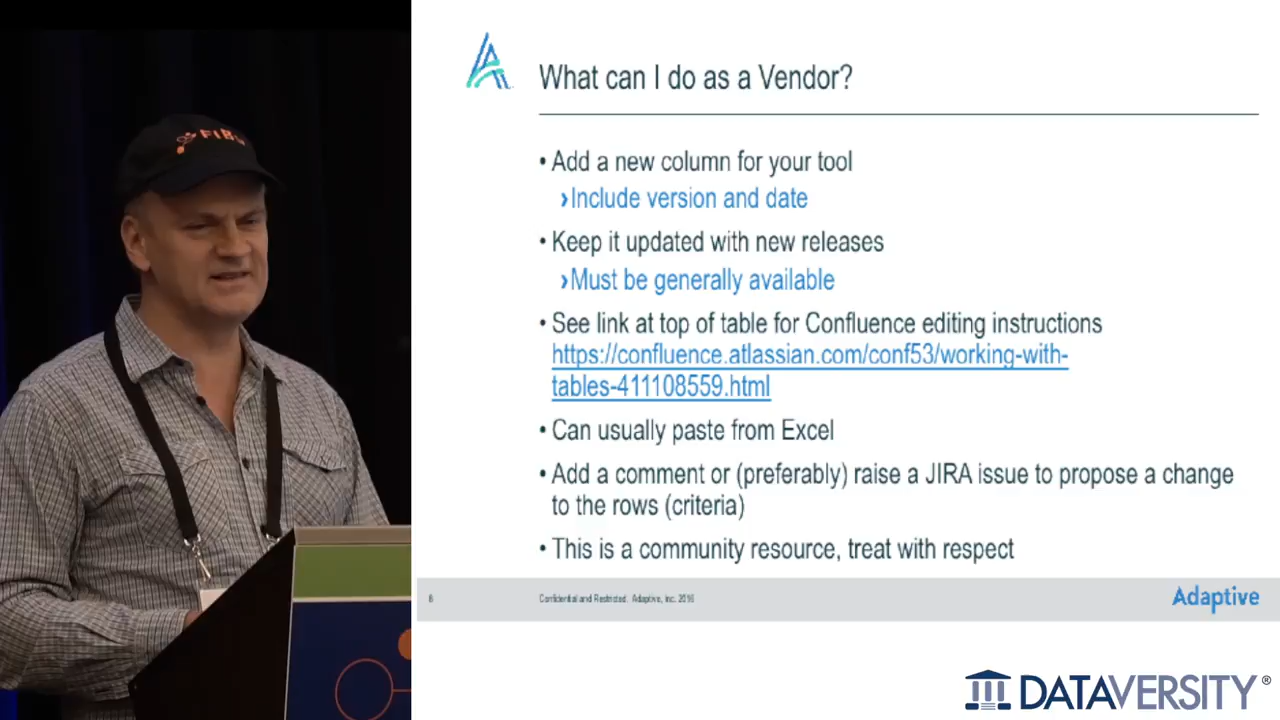 FIBO
What can I do as a Vendor?
• Add a new column for your tool
›Include version and date
• Keep it updated with new releases
›Must be generally available
• See link at top of table for Confluence editing instructions
https://confluence.atlassian.com/conf53/working-with-
tables-411108559.html
• Can usually paste from Excel
• Add a comment or (preferably) raise a JIRA issue to propose a change
to the rows (criteria)
• This is a community resource, treat with respect
8
Confidential and Restricted. Adaptive, Inc. 2016
Adaptive
DATAVERSITY®